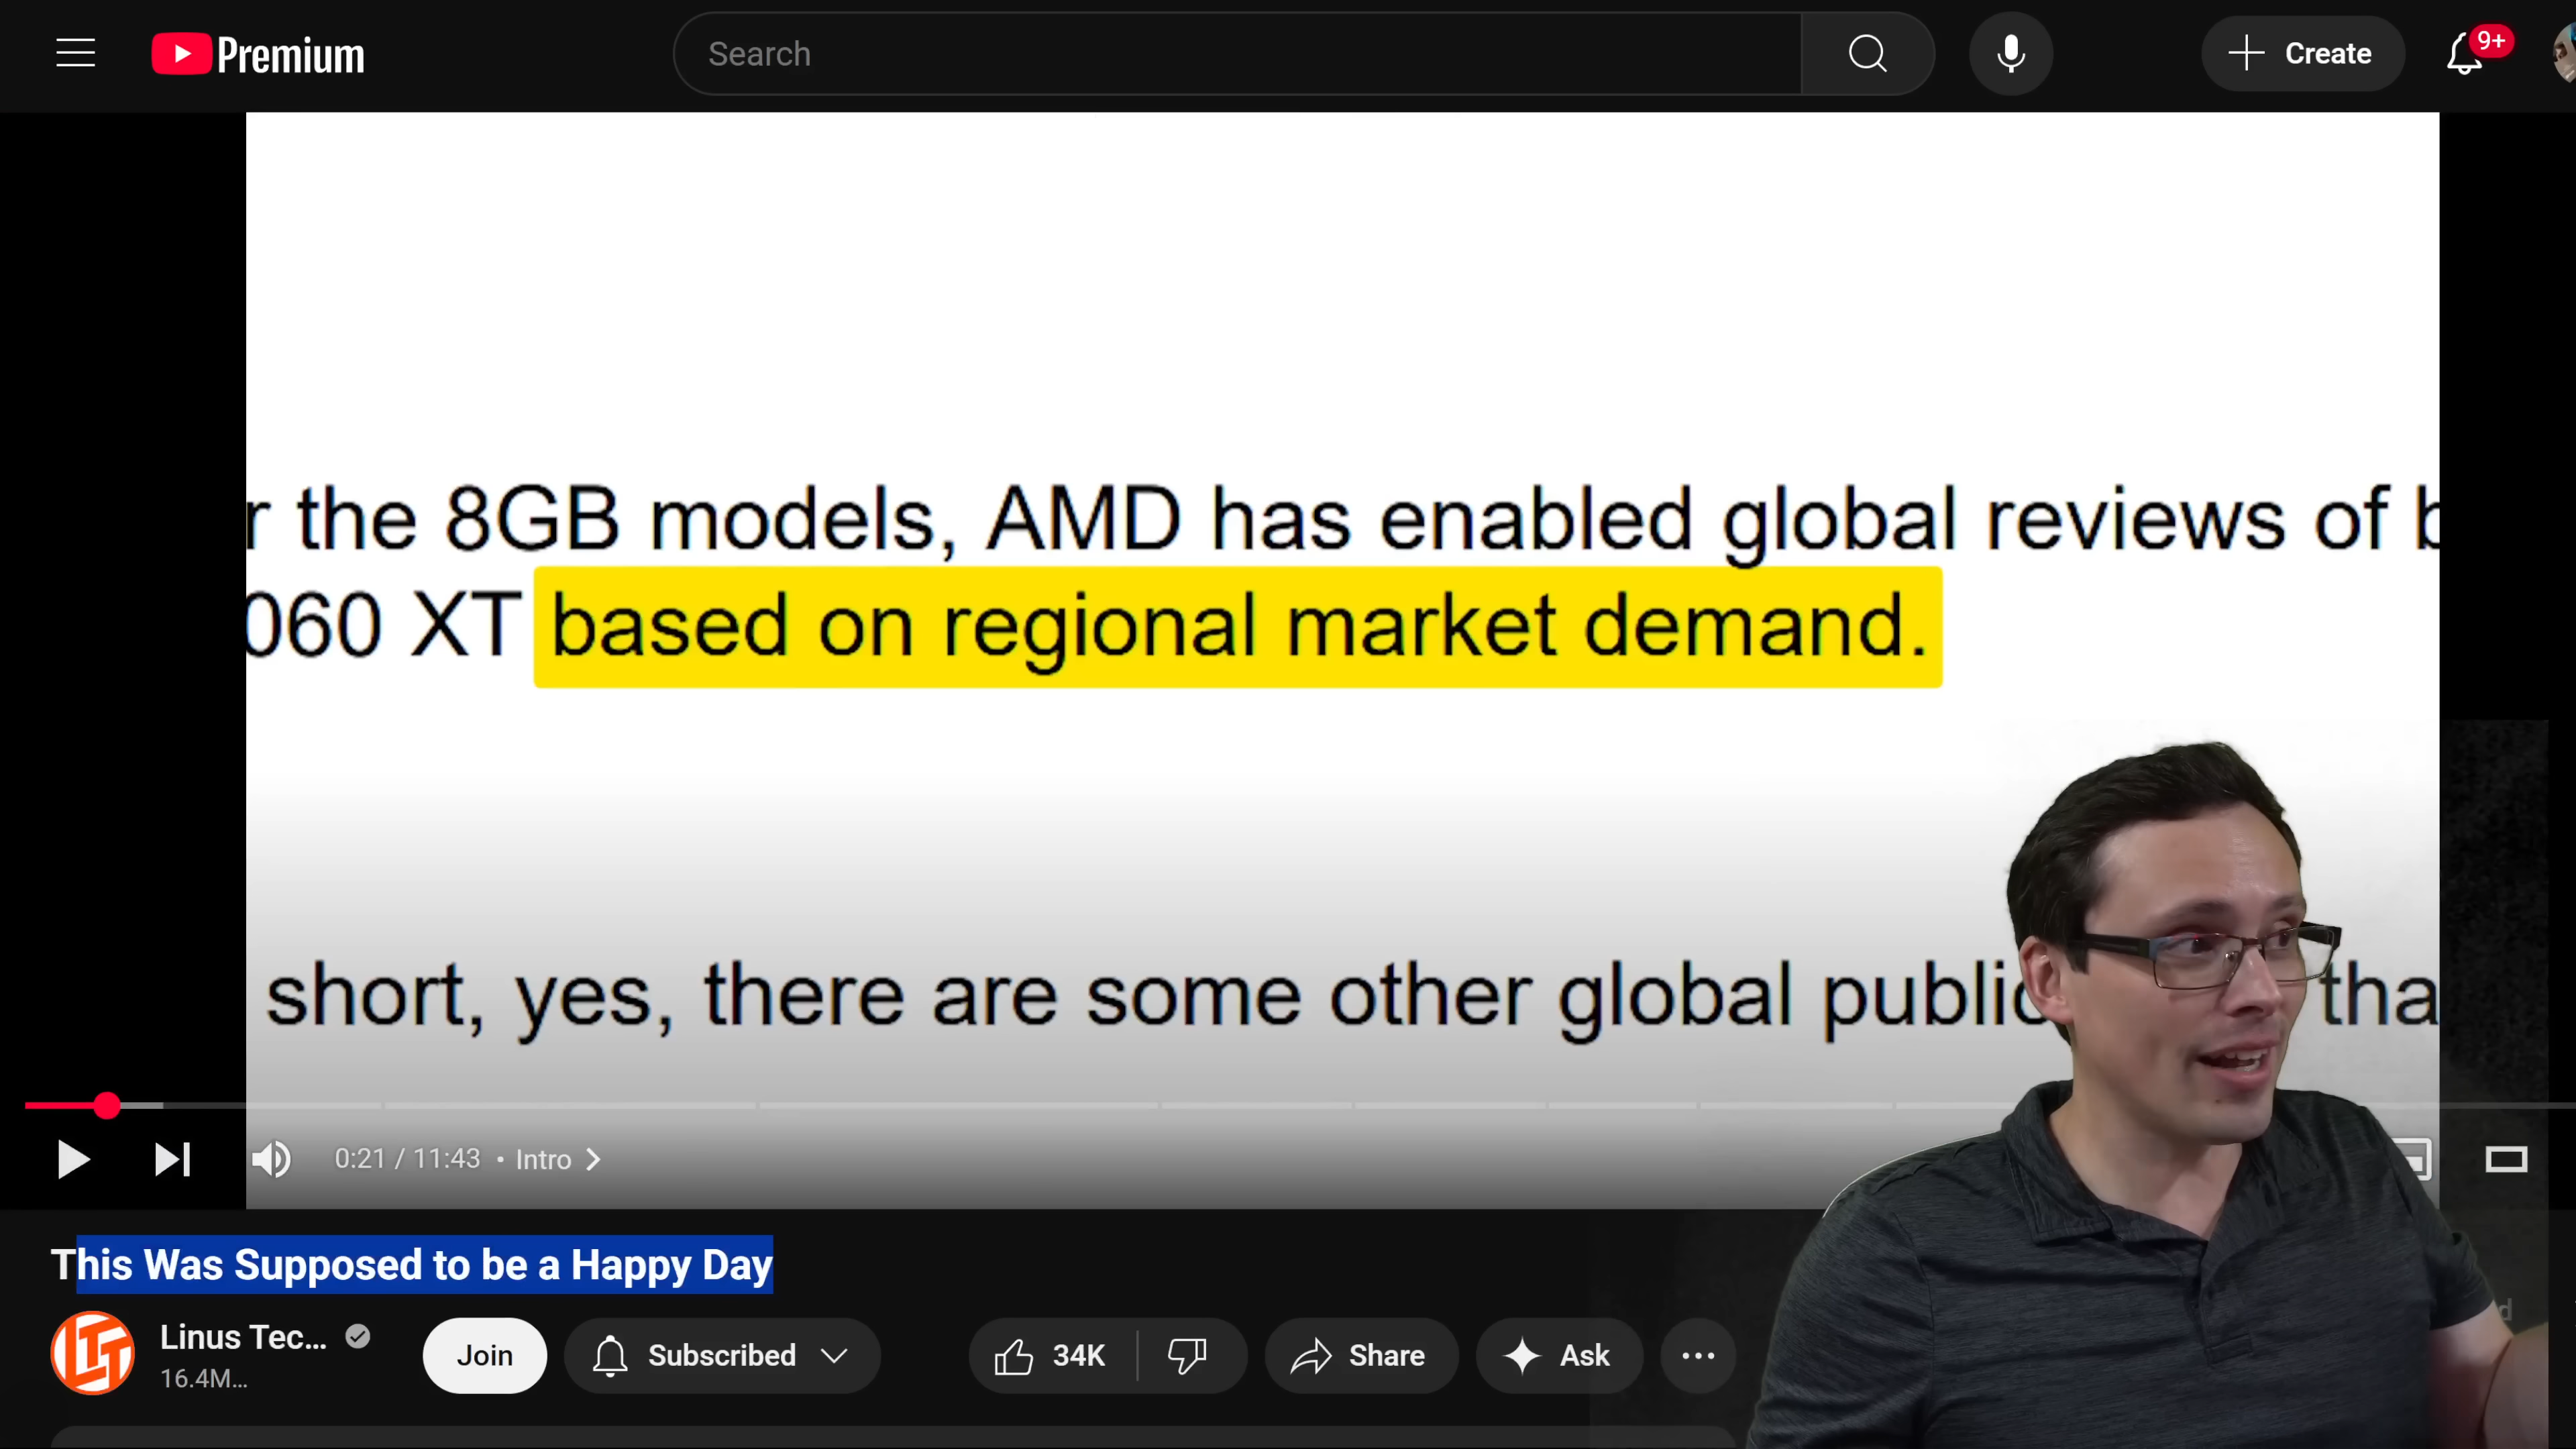 Premium
Search
Create
9+
r the 8GB models, AMD has enabled global reviews of b
060 XT based on regional market demand.
short, yes, there are some other global public tha
0:21 / 11:43 • Intro
This Was Supposed to be a Happy Day
LTT
Linus Tec...
16.4M...
Join
Subscribed
34K
Share
Ask